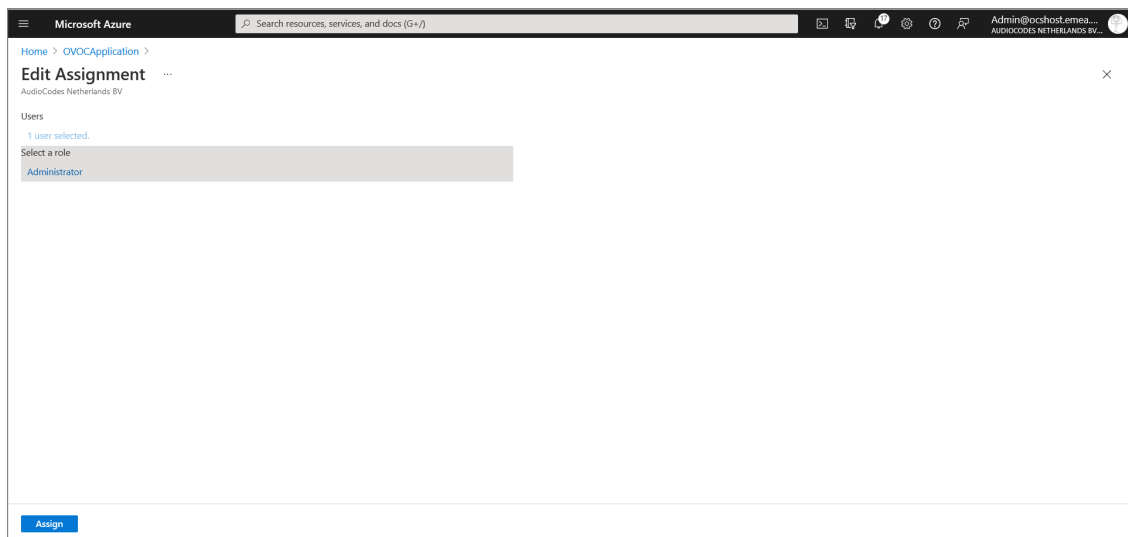 Microsoft Azure
Search resources, services, and docs (G+/)
17
Admin@ocshost.emea....
AUDIOCODES NETHERLANDS BV...
Home > OVOCApplication >
Edit Assignment ...
AudioCodes Netherlands BV
Users
1 user selected.
Select a role
Administrator
Assign